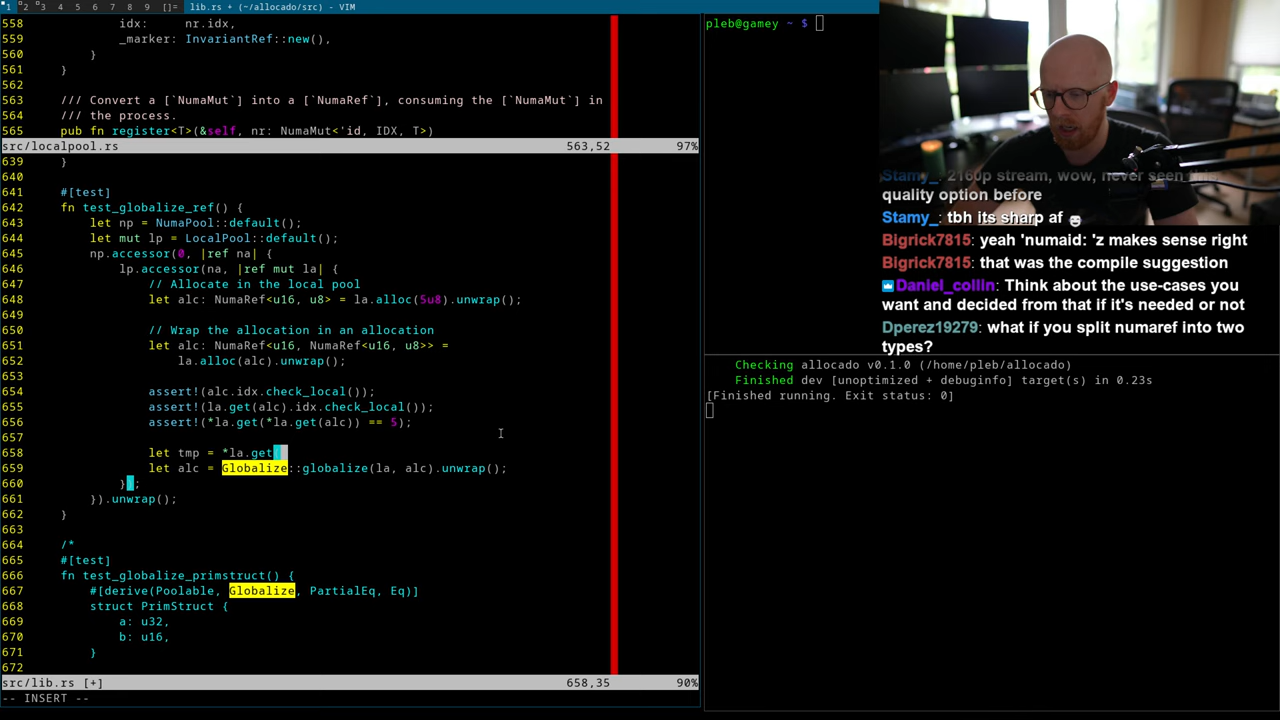 1 2 3 4 5 6 7 8 9 []= lib.rs + (~/allocado/src) - VIM
558 idx: nr.idx,
559 _marker: InvariantRef::new(),
560 }
561 }
562
563 /// Convert a [`NumaMut`] into a [`NumaRef`], consuming the [`NumaMut`] in
564 /// the process.
565 pub fn register<T>(&self, nr: NumaMut<'id, IDX, T>)
src/localpool.rs 563,52 97%
639 }
640
641 #[test]
642 fn test_globalize_ref() {
643 let np = NumaPool::default();
644 let mut lp = LocalPool::default();
645 np.accessor(0, |ref na| {
646 lp.accessor(na, |ref mut la| {
647 // Allocate in the local pool
648 let alc: NumaRef<u16, u8> = la.alloc(5u8).unwrap();
649
650 // Wrap the allocation in an allocation
651 let alc: NumaRef<u16, NumaRef<u16, u8>> =
652 la.alloc(alc).unwrap();
653
654 assert!(alc.idx.check_local());
655 assert!(la.get(alc).idx.check_local());
656 assert!(*la.get(*la.get(alc)) == 5);
657
658 let tmp = *la.get(
659 let alc = Globalize::globalize(la, alc).unwrap();
660 });
661 }).unwrap();
662 }
663
664 /*
665 #[test]
666 fn test_globalize_primstruct() {
667 #[derive(Poolable, Globalize, PartialEq, Eq)]
668 struct PrimStruct {
669 a: u32,
670 b: u16,
671 }
672
src/lib.rs [+] 658,35 90%
-- INSERT --
pleb@gamey ~ $
Stamy_: 2160p stream, wow, never seen this
quality option before
Stamy_: tbh its sharp af
Bigrick7815: yeah 'numaid: 'z makes sense right
Bigrick7815: that was the compile suggestion
Daniel_collin: Think about the use-cases you
want and decided from that if it's needed or not
Dperez19279: what if you split numaref into two
types?
Checking allocado v0.1.0 (/home/pleb/allocado)
Finished dev [unoptimized + debuginfo] target(s) in 0.23s
[Finished running. Exit status: 0]